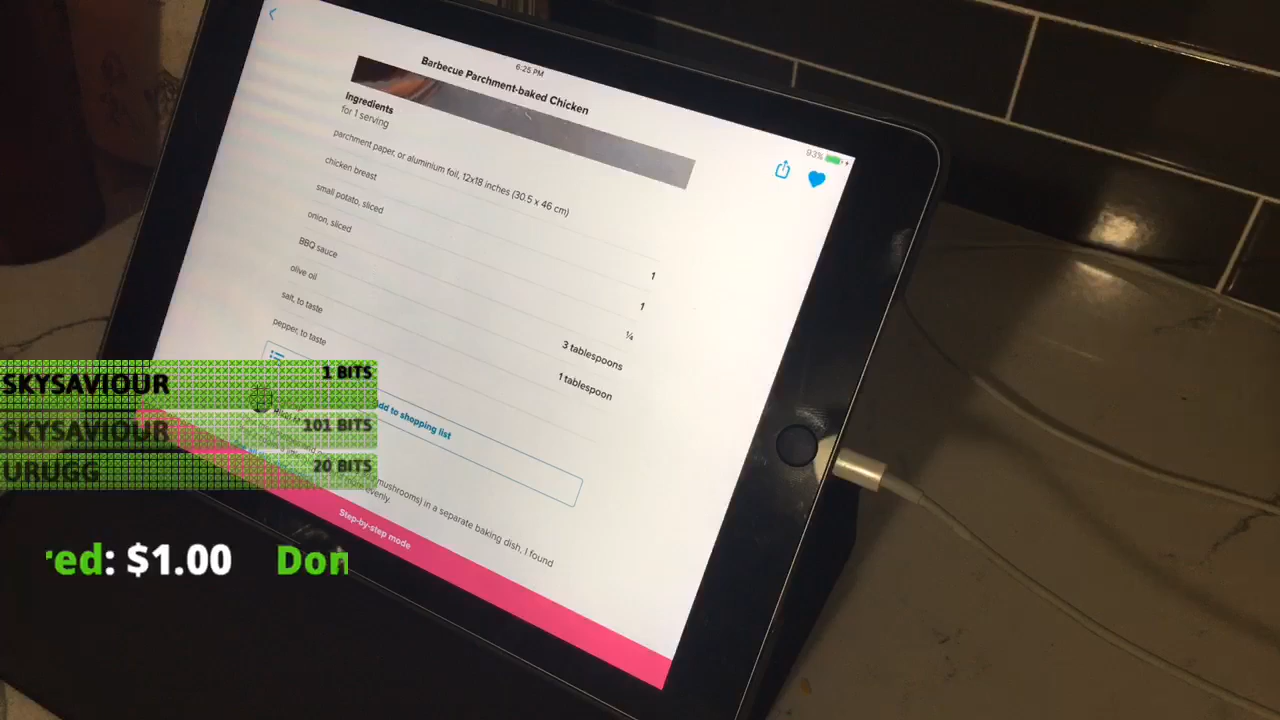 6:25 PM
93%
Barbecue Parchment-baked Chicken
Ingredients
for 1 serving
parchment paper, or aluminium foil, 12x18 inches (30.5 x 46 cm)
chicken breast
1
small potato, sliced
1
onion, sliced
¼
BBQ sauce
3 tablespoons
olive oil
1 tablespoon
salt, to taste
pepper, to taste
add to shopping list
mushrooms) in a separate baking dish, I found
evenly.
Step-by-step mode
SKYSAVIOUR 1 BITS
SKYSAVIOUR 101 BITS
URUGG 20 BITS
red: $1.00 Don